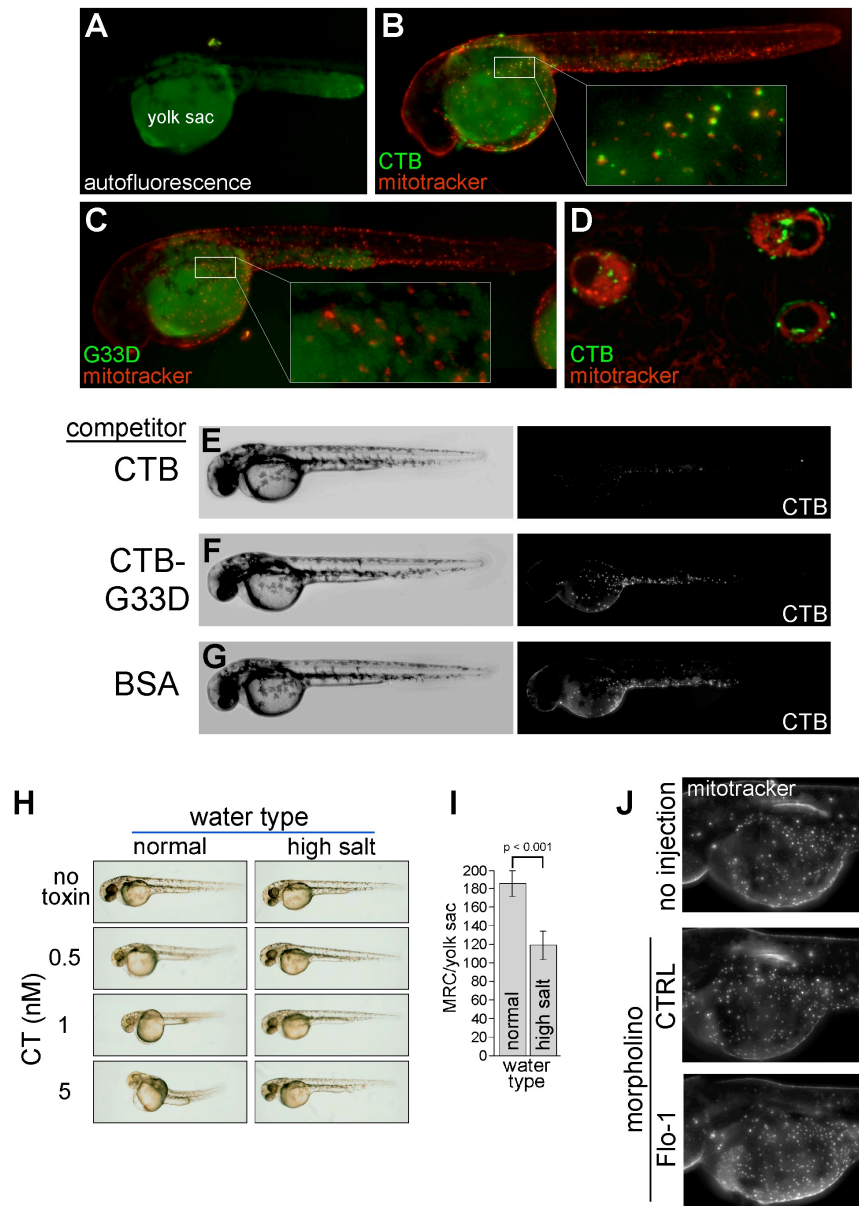 A
yolk sac
autofluorescence
B
CTB
mitotracker
C
G33D
mitotracker
D
CTB
mitotracker
competitor
CTB
E
CTB
CTB-
G33D
F
CTB
BSA
G
CTB
H
water type
normal
high salt
no
toxin
0.5
1
5
CT (nM)
I
p < 0.001
200
180
160
140
120
100
80
60
40
20
0
MRC/yolk sac
normal
high salt
water
type
J
mitotracker
no injection
CTRL
Flo-1
morpholino